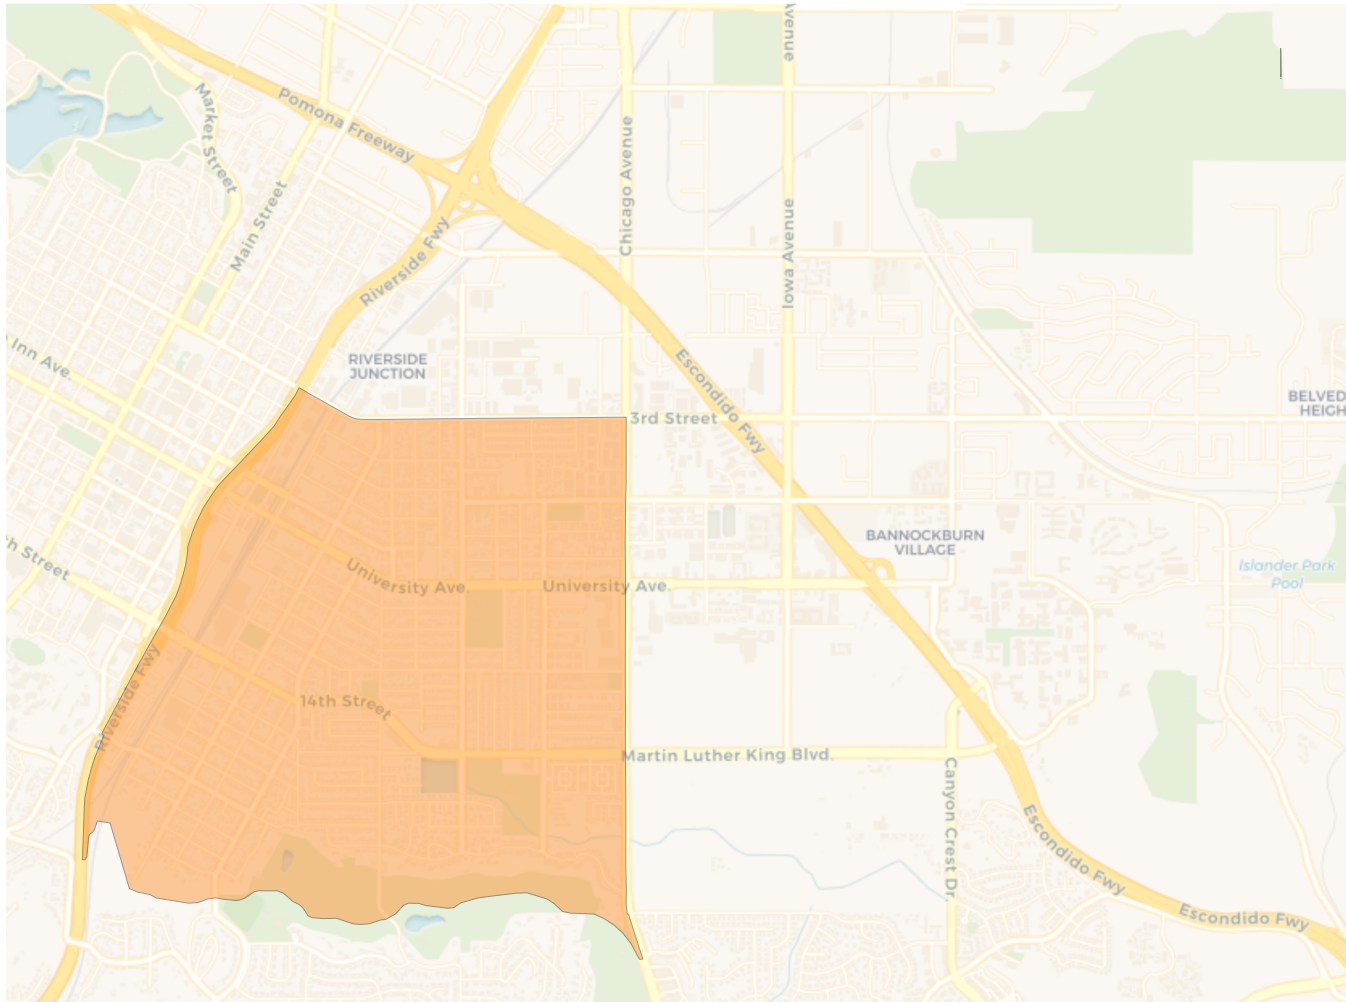 Avenue
Market Street
Pomona Freeway
Main Street
Chicago Avenue
Iowa Avenue
Riverside Fwy
Inn Ave.
RIVERSIDE
JUNCTION
Escondido Fwy
3rd Street
BELVED
HEIGH
BANNOCKBURN
VILLAGE
Islander Park
Pool
th Street
University Ave.
University Ave.
Riverside Fwy
14th Street
Martin Luther King Blvd.
Canyon Crest Dr.
Escondido Fwy
Escondido Fwy